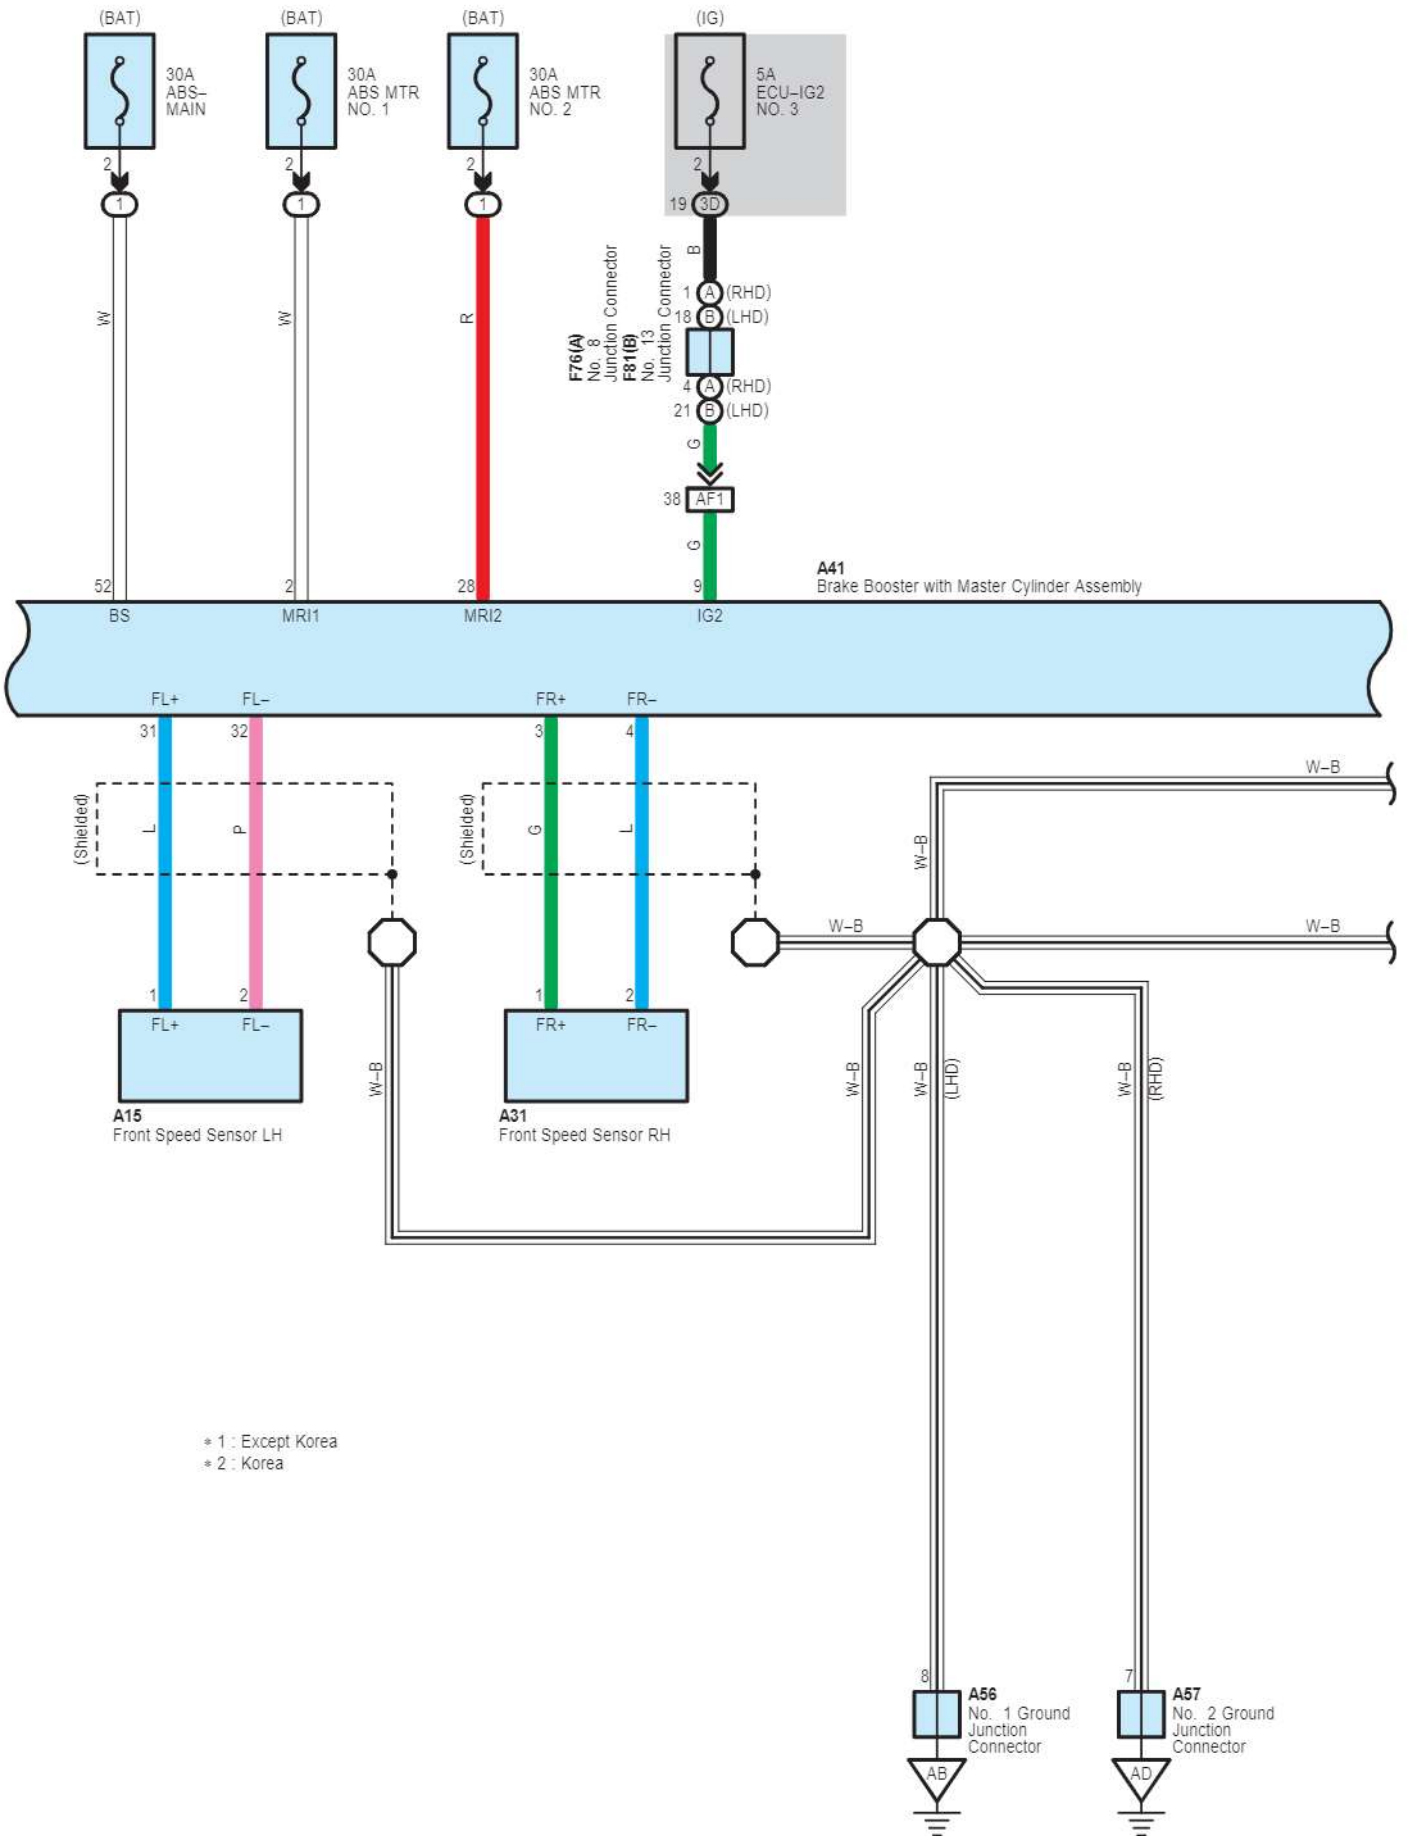 (BAT)
(BAT)
(BAT)
(IG)
30A
ABS–
MAIN
30A
ABS MTR
NO. 1
30A
ABS MTR
NO. 2
5A
ECU–IG2
NO. 3
2
2
2
2
1
1
1
19
3D
B
F76(A)
No. 8
Junction Connector
F81(B)
No. 13
Junction Connector
1
A
(RHD)
18
B
(LHD)
W
W
R
4
A
(RHD)
21
B
(LHD)
G
38
AF1
G
A41
Brake Booster with Master Cylinder Assembly
52
2
28
9
BS
MRI1
MRI2
IG2
FL+
FL–
FR+
FR–
31
32
3
4
W–B
(Shielded)
L
P
(Shielded)
G
L
W–B
W–B
W–B
1
2
1
2
FL+
FL–
FR+
FR–
W–B
W–B
W–B
(LHD)
W–B
(RHD)
A15
Front Speed Sensor LH
A31
Front Speed Sensor RH
* 1 : Except Korea
* 2 : Korea
8
A56
No. 1 Ground
Junction
Connector
7
A57
No. 2 Ground
Junction
Connector
AB
AD